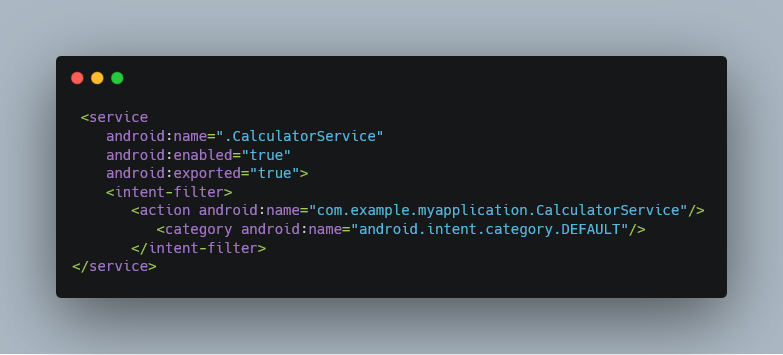 <service
android:name=".CalculatorService"
android:enabled="true"
android:exported="true">
<intent-filter>
<action android:name="com.example.myapplication.CalculatorService"/>
<category android:name="android.intent.category.DEFAULT"/>
</intent-filter>
</service>